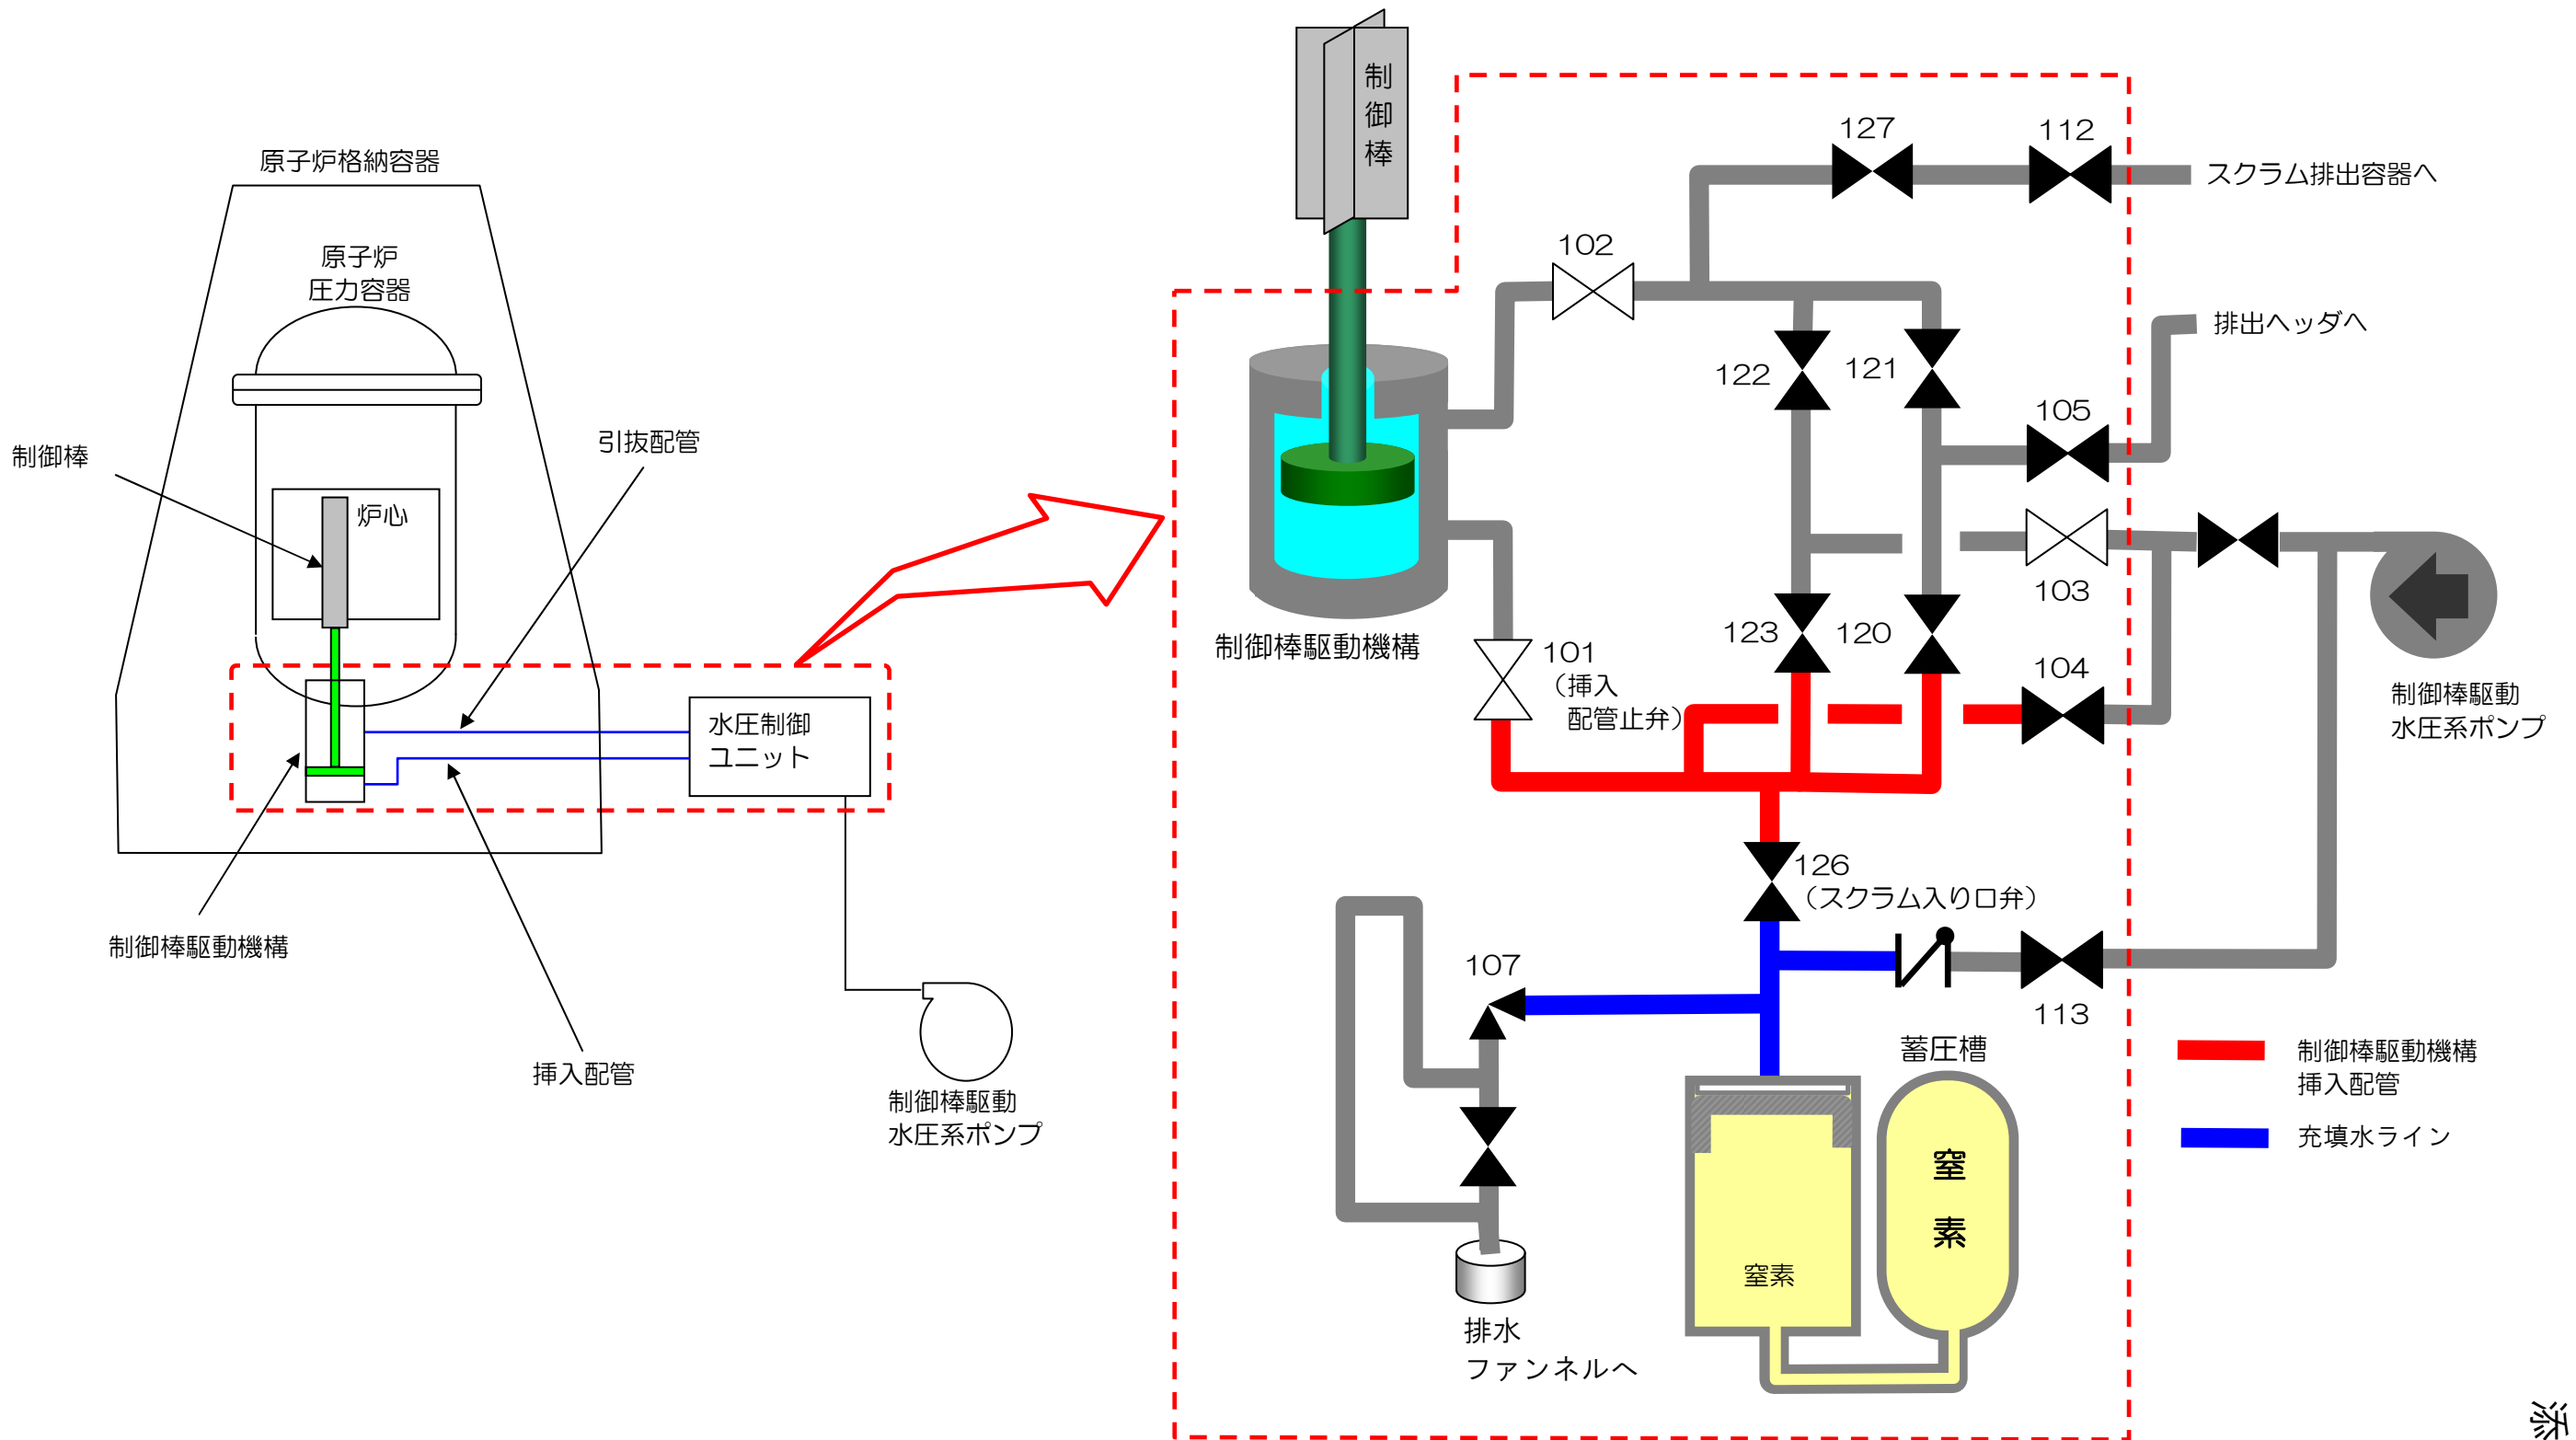 原子炉格納容器
原子炉
圧力容器
制御棒
炉心
引抜配管
水圧制御
ユニット
制御棒駆動機構
挿入配管
制御棒駆動
水圧系ポンプ
制
御
棒
127
112
スクラム排出容器へ
102
排出ヘッダへ
122
121
105
103
制御棒駆動機構
101
(挿入
配管止弁)
123
120
104
制御棒駆動
水圧系ポンプ
126
(スクラム入り口弁)
107
113
蓄圧槽
窒
素
窒素
排水
ファンネルへ
制御棒駆動機構
挿入配管
充填水ライン
添